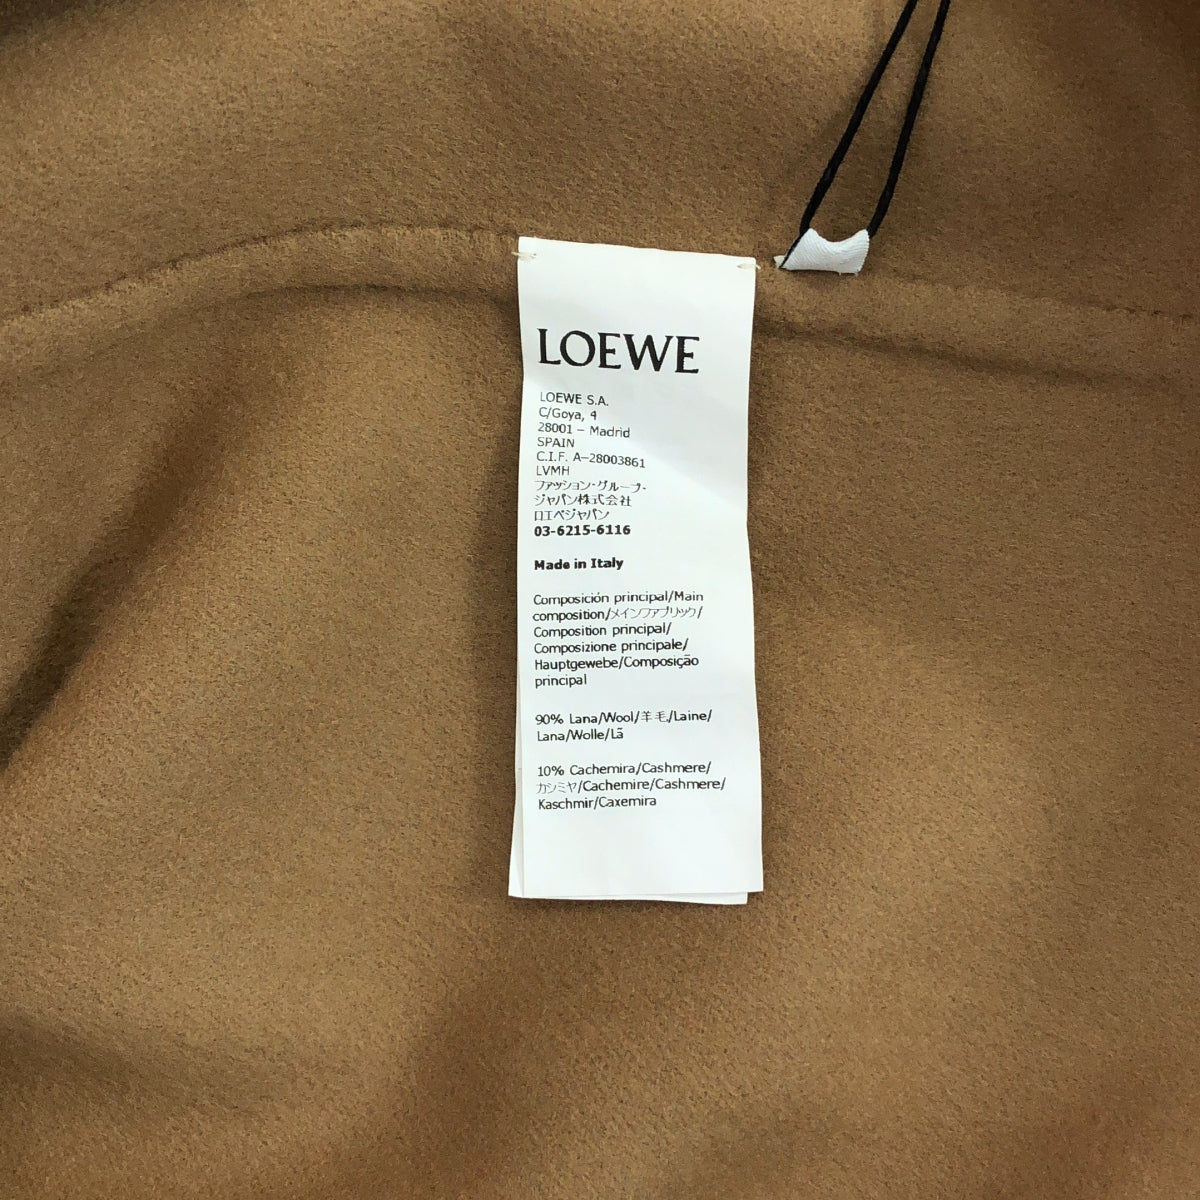 LOEWE
LOEWE S.A.
C/Goya, 4
28001 – Madrid
SPAIN
C.I.F. A-28003861
LVMH
ファッション・グループ・
ジャパン株式会社
ロエベジャパン
03-6215-6116
Made in Italy
Composición principal/Main
composition/メインファブリック/
Composition principal/
Composizione principale/
Hauptgewebe/Composição
principal
90% Lana/Wool/羊毛/Laine/
Lana/Wolle/Lã
10% Cachemira/Cashmere/
カシミヤ/Cachemire/Cashmere/
Kaschmir/Caxemira